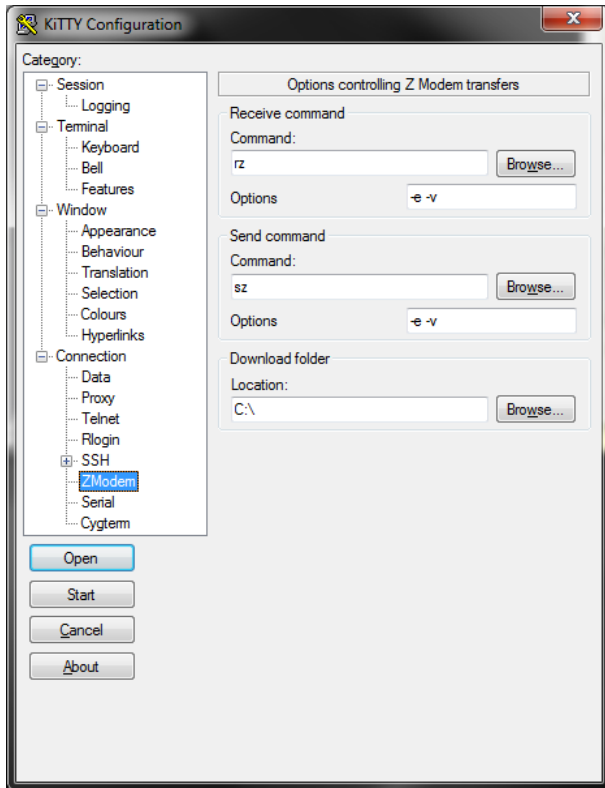 KiTTY Configuration
Category:
Session
Logging
Terminal
Keyboard
Bell
Features
Window
Appearance
Behaviour
Translation
Selection
Colours
Hyperlinks
Connection
Data
Proxy
Telnet
Rlogin
SSH
ZModem
Serial
Cygterm
Open
Start
Cancel
About
Options controlling Z Modem transfers
Receive command
Command:
rz
Browse...
Options
-e -v
Send command
Command:
sz
Browse...
Options
-e -v
Download folder
Location:
C:\
Browse...